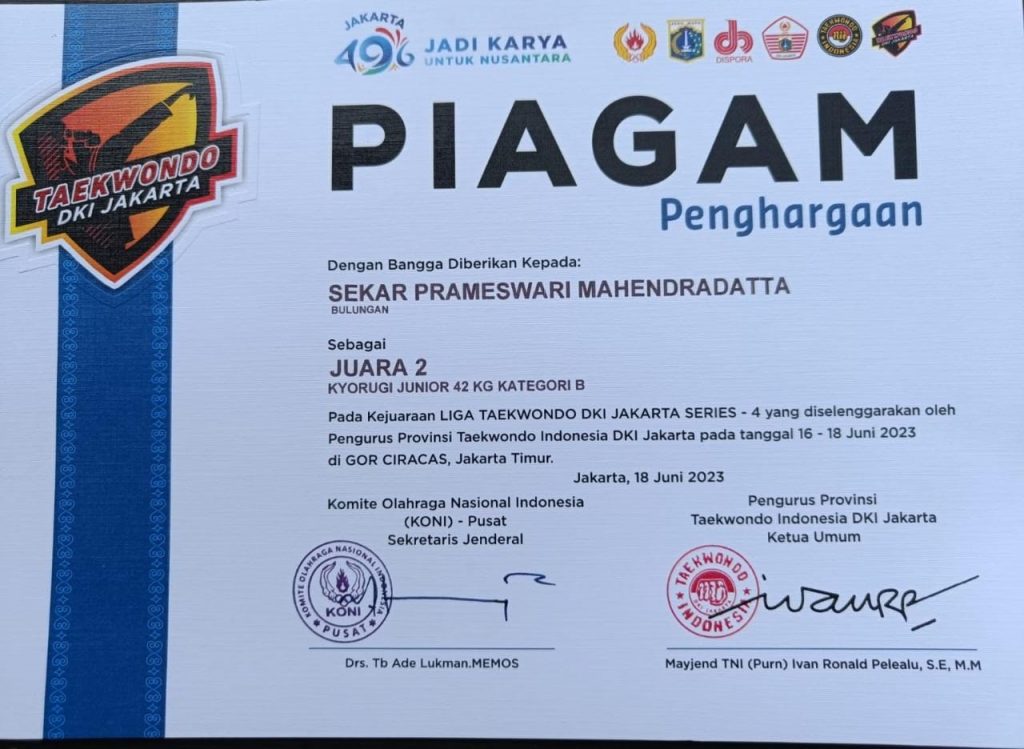 JAKARTA
496 JADI KARYA
UNTUK NUSANTARA
DISPORA
TAEKWONDO
INDONESIA
TAEKWONDO
DKI JAKARTA
PIAGAM
Penghargaan
Dengan Bangga Diberikan Kepada:
SEKAR PRAMESWARI MAHENDRADATTA
BULUNGAN
Sebagai
JUARA 2
KYORUGI JUNIOR 42 KG KATEGORI B
Pada Kejuaraan LIGA TAEKWONDO DKI JAKARTA SERIES - 4 yang diselenggarakan oleh
Pengurus Provinsi Taekwondo Indonesia DKI Jakarta pada tanggal 16 - 18 Juni 2023
di GOR CIRACAS, Jakarta Timur.
Jakarta, 18 Juni 2023
Komite Olahraga Nasional Indonesia
(KONI) - Pusat
Sekretaris Jenderal
Pengurus Provinsi
Taekwondo Indonesia DKI Jakarta
Ketua Umum
KOMITE OLAHRAGA NASIONAL INDONESIA
KONI
PUSAT
TAEKWONDO
DKI JAKARTA
INDONESIA
Drs. Tb Ade Lukman.MEMOS
Mayjend TNI (Purn) Ivan Ronald Pelealu, S.E, M.M